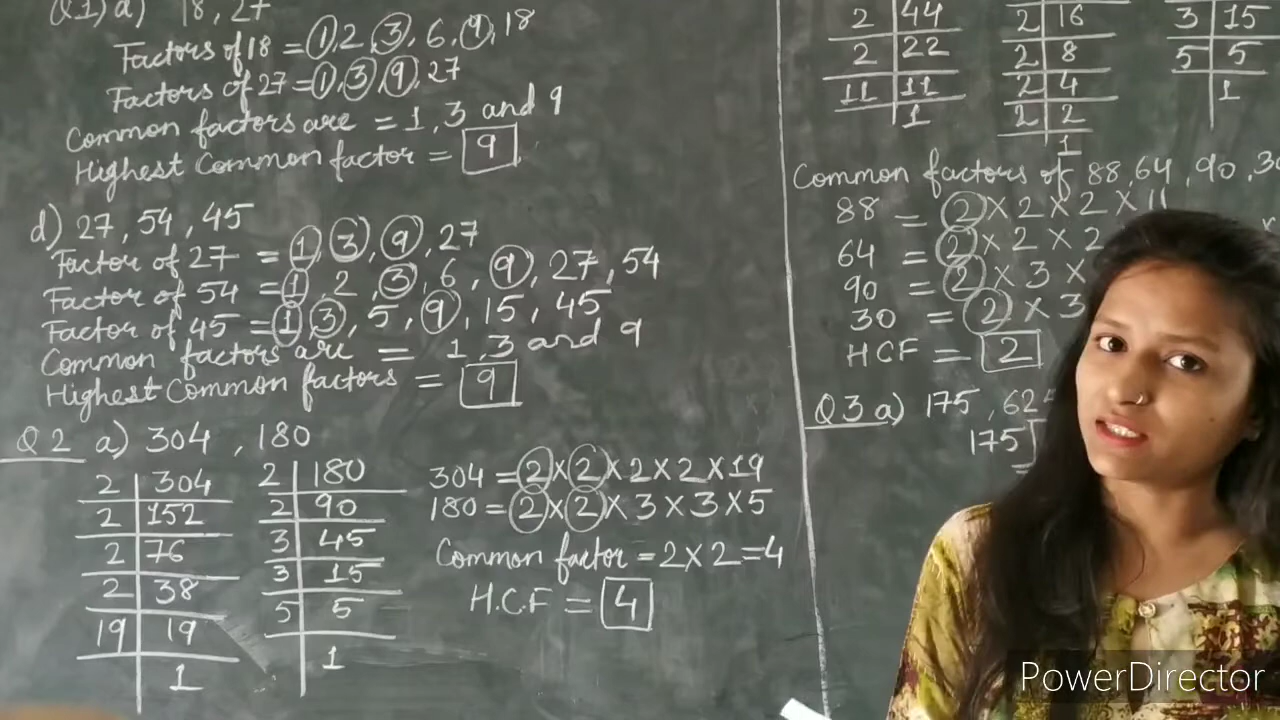 Q1) a) 18, 27
Factors of 18 = 1, 2, 3, 6, 9, 18
Factors of 27 = 1, 3, 9, 27
Common factors are = 1, 3 and 9
Highest Common factor = 9
d) 27, 54, 45
Factor of 27 = 1, 3, 9, 27
Factor of 54 = 1, 2, 3, 6, 9, 27, 54
Factor of 45 = 1, 3, 5, 9, 15, 45
Common factors are = 1, 3 and 9
Highest Common factors = 9
Q2 a) 304, 180
2 | 304
2 | 152
2 | 76
2 | 38
19 | 19
1
2 | 180
2 | 90
3 | 45
3 | 15
5 | 5
1
304 = 2 × 2 × 2 × 2 × 19
180 = 2 × 2 × 3 × 3 × 5
Common factor = 2 × 2 = 4
H.C.F = 4
2 | 44
2 | 22
11 | 11
1
2 | 16
2 | 8
2 | 4
2 | 2
1
3 | 15
5 | 5
1
Common factors of 88, 64, 90, 30
88 = 2 × 2 × 2 × 11
64 = 2 × 2 × 2
90 = 2 × 3 ×
30 = 2 × 3
HCF = 2
Q3 a) 175, 62
175
PowerDirector